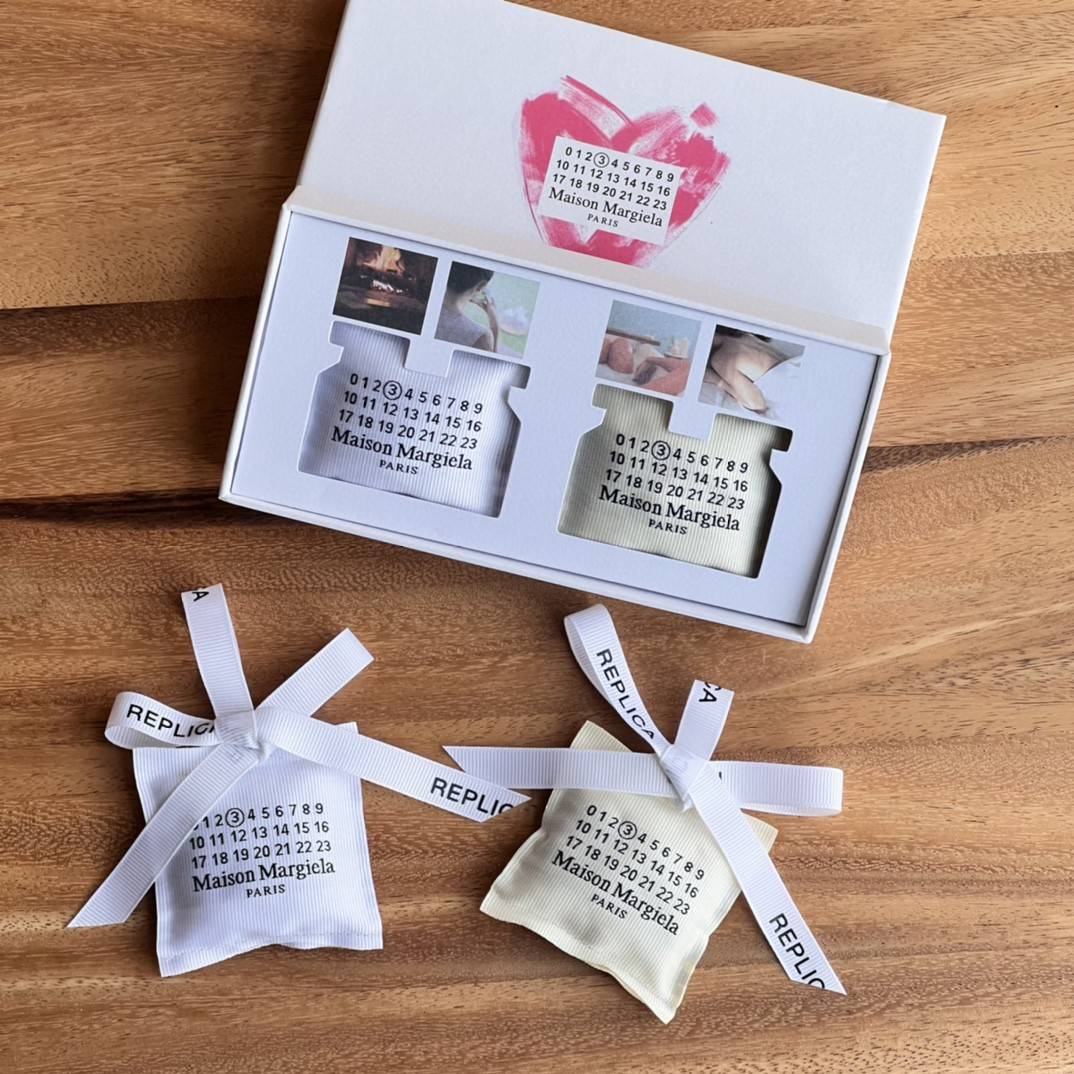 0 1 2 ③ 4 5 6 7 8 9
10 11 12 13 14 15 16
17 18 19 20 21 22 23
Maison Margiela
PARIS
0 1 2 ③ 4 5 6 7 8 9
10 11 12 13 14 15 16
17 18 19 20 21 22 23
Maison Margiela
PARIS
0 1 2 ③ 4 5 6 7 8 9
10 11 12 13 14 15 16
17 18 19 20 21 22 23
Maison Margiela
PARIS
CA
REPLICA
REPLIC
1 2 ③ 4 5 6 7 8 9
10 11 12 13 14 15 16
17 18 19 20 21 22 23
Maison Margiela
PARIS
REPLICA
CA
0 1 2 ③ 4 5 6 7 8 9
10 11 12 13 14 15 16
17 18 19 20 21 22 23
Maison Margiela
PARIS
REPLIC